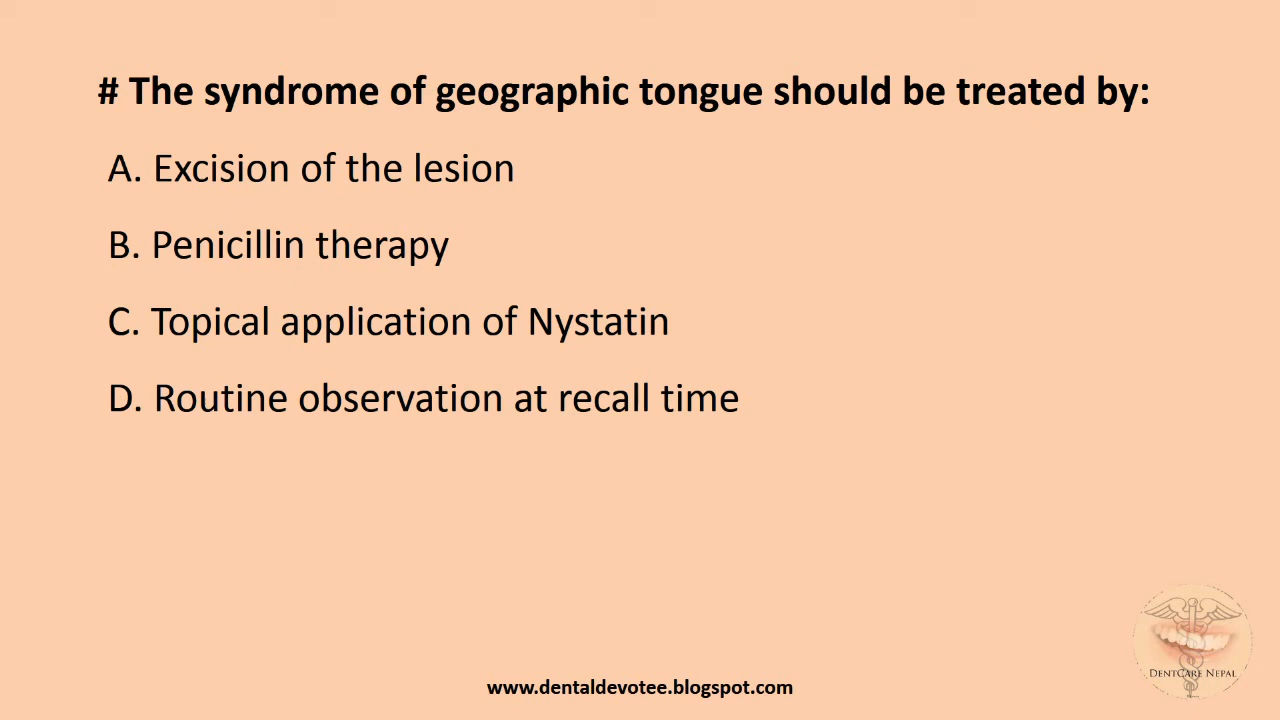 # The syndrome of geographic tongue should be treated by:
A. Excision of the lesion
B. Penicillin therapy
C. Topical application of Nystatin
D. Routine observation at recall time
DENTCARE NEPAL
www.dentaldevotee.blogspot.com